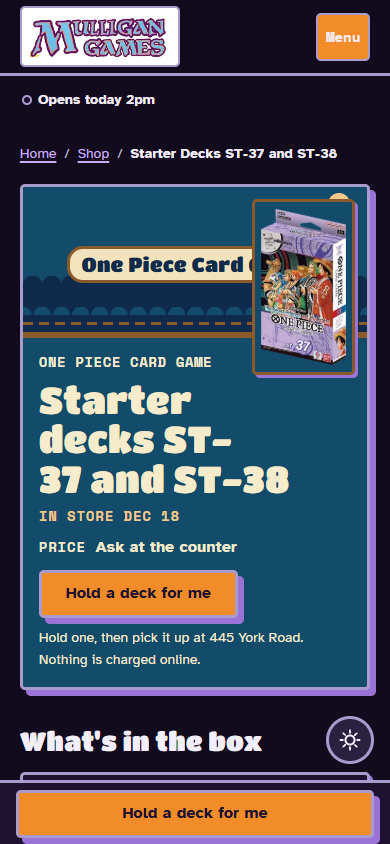 MULLIGAN
GAMES
Menu
Opens today 2pm
Home / Shop / Starter Decks ST-37 and ST-38
One Piece Card
ONE PIECE
ST-37
ONE PIECE CARD GAME
Starter
decks ST-
37 and ST-38
IN STORE DEC 18
PRICE Ask at the counter
Hold a deck for me
Hold one, then pick it up at 445 York Road.
Nothing is charged online.
What's in the box
Hold a deck for me